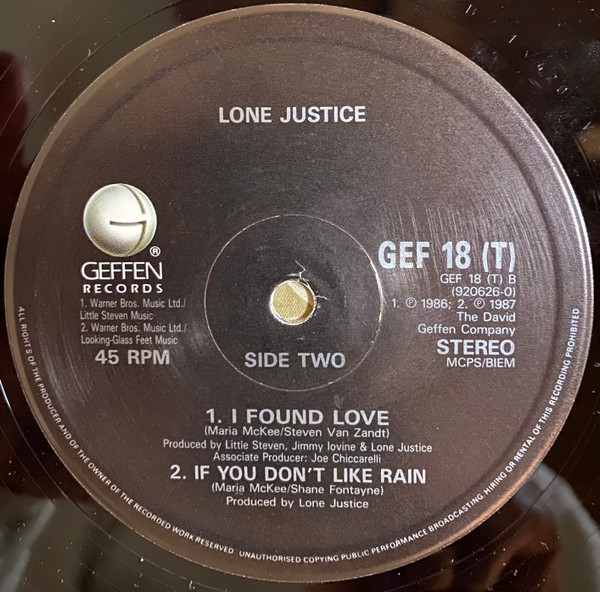 LONE JUSTICE
G
®
GEFFEN
RECORDS
1. Warner Bros. Music Ltd./
Little Steven Music
2. Warner Bros. Music Ltd./
Looking-Glass Feet Music
45 RPM
SIDE TWO
GEF 18 (T)
GEF 18 (T) B
(920626-0)
1. ℗ 1986; 2. ℗ 1987
The David
Geffen Company
STEREO
MCPS/BIEM
1. I FOUND LOVE
(Maria McKee/Steven Van Zandt)
Produced by Little Steven, Jimmy Iovine & Lone Justice
Associate Producer: Joe Chiccarelli
2. IF YOU DON'T LIKE RAIN
(Maria McKee/Shane Fontayne)
Produced by Lone Justice
ALL RIGHT S OF THE PRODUCER AND OF THE OWNER OF THE RECORDED WORK RESERVED UNAUTHORISED COPYING PUBLIC PERFORMANCE BROADCASTING HIRING OR RENTAL OF THIS RECORDING PROHIBITED